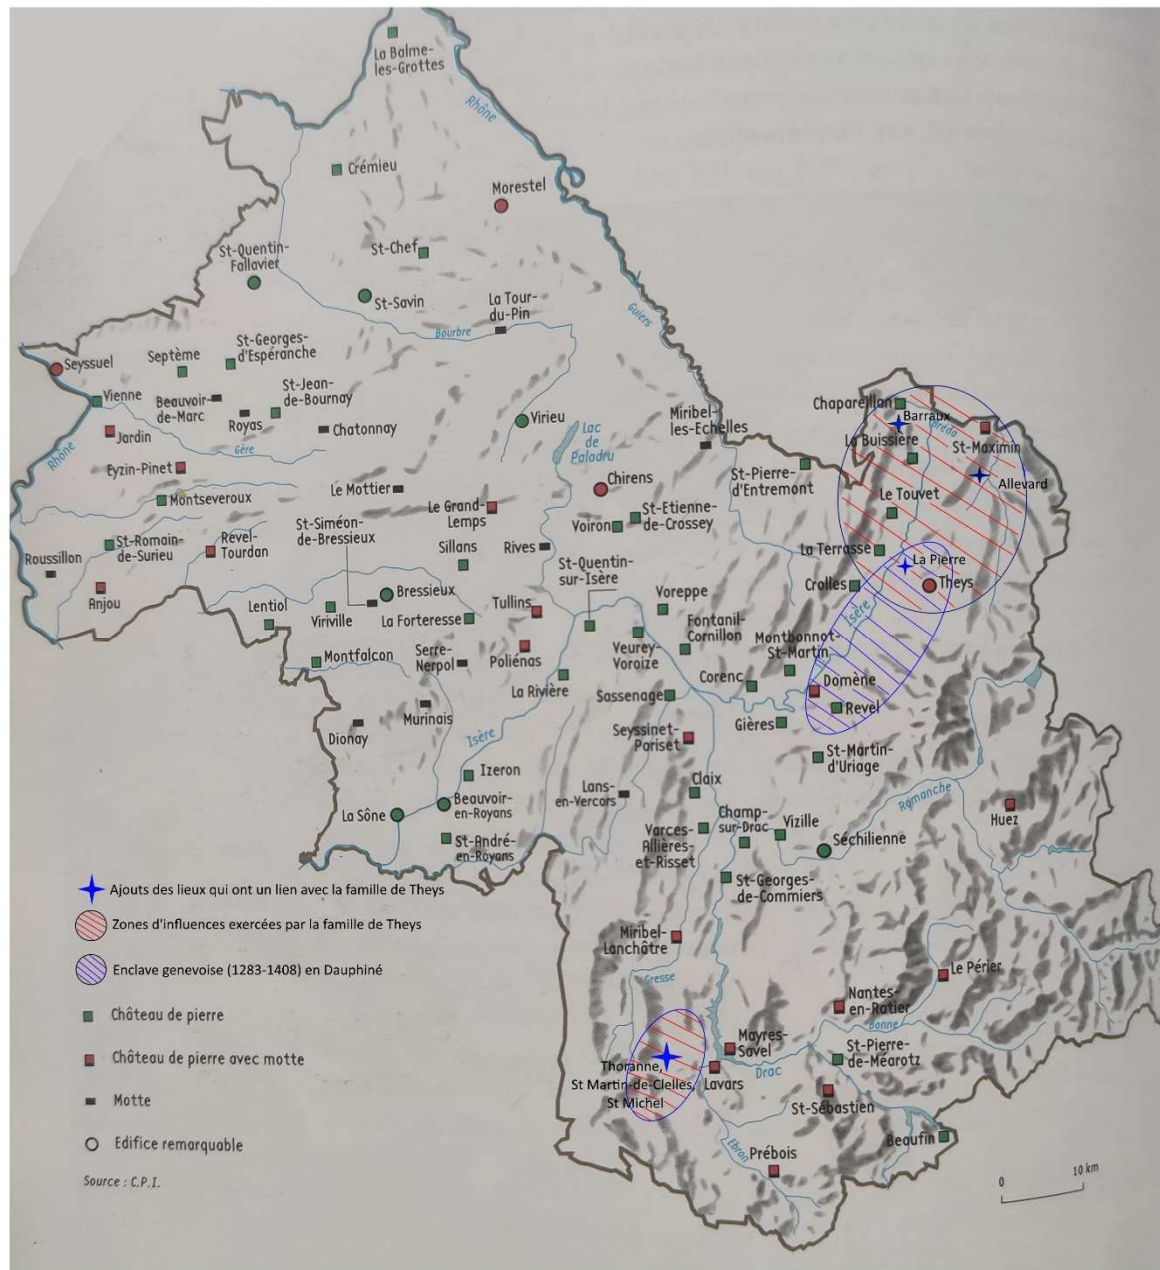 La Balme-
les-Grottes
Rhône
Crémieu
Morestel
St-Chef
St-Quentin-
Fallavier
St-Savin
La Tour-
du-Pin
Bourbre
Guiers
St-Georges-
d'Espéranche
Septème
Seyssuel
Vienne
Beauvoir-
de-Marc
St-Jean-
de-Bournay
Royas
Chatonnay
Jardin
Gère
Rhône
Eyzin-Pinet
Montseveroux
Virieu
Lac
de
Paladru
Miribel-
les-Echelles
Chapareillan
Barraux
Bréda
La Buissière
St-Maximin
Allevard
St-Pierre-
d'Entremont
Le Touvet
Chirens
Le Mottier
Le Grand-
Lemps
St-Etienne-
de-Crossey
Voiron
St-Siméon-
de-Bressieux
Sillans
Rives
St-Quentin-
sur-Isère
La Terrasse
La Pierre
Theys
Crolles
Isère
St-Romain-
de-Surieu
Revel-
Tourdan
Roussillon
Anjou
Lentiol
Viriville
Bressieux
La Forteresse
Tullins
Voreppe
Fontanil-
Cornillon
Montbonnot-
St-Martin
Montfalcon
Serre-
Nerpol
Poliénas
Veurey-
Voroize
La Rivière
Corenc
Domène
Sassenage
Revel
Murinais
Dionay
Isère
Seyssinet-
Pariset
Gières
St-Martin-
d'Uriage
Izeron
Lans-
en-Vercors
Claix
Romanche
Huez
La Sône
Beauvoir-
en-Royans
Champ-
sur-Drac
Vizille
Séchilienne
St-André-
en-Royans
Varces-
Allières-
et-Risset
St-Georges-
de-Commiers
Ajouts des lieux qui ont un lien avec la famille de Theys
Zones d'influences exercées par la famille de Theys
Enclave genevoise (1283-1408) en Dauphiné
Château de pierre
Château de pierre avec motte
Motte
Edifice remarquable
Source : C.P.I.
Miribel-
Lanchâtre
Gresse
Le Périer
Nantes-
en-Ratier
Bonne
Mayres-
Savel
St-Pierre-
de-Méarotz
Thoranne,
St Martin-de-Clelles,
St Michel
Lavars
Drac
St-Sébastien
Beaufin
Ebron
Prébois
0 10 km